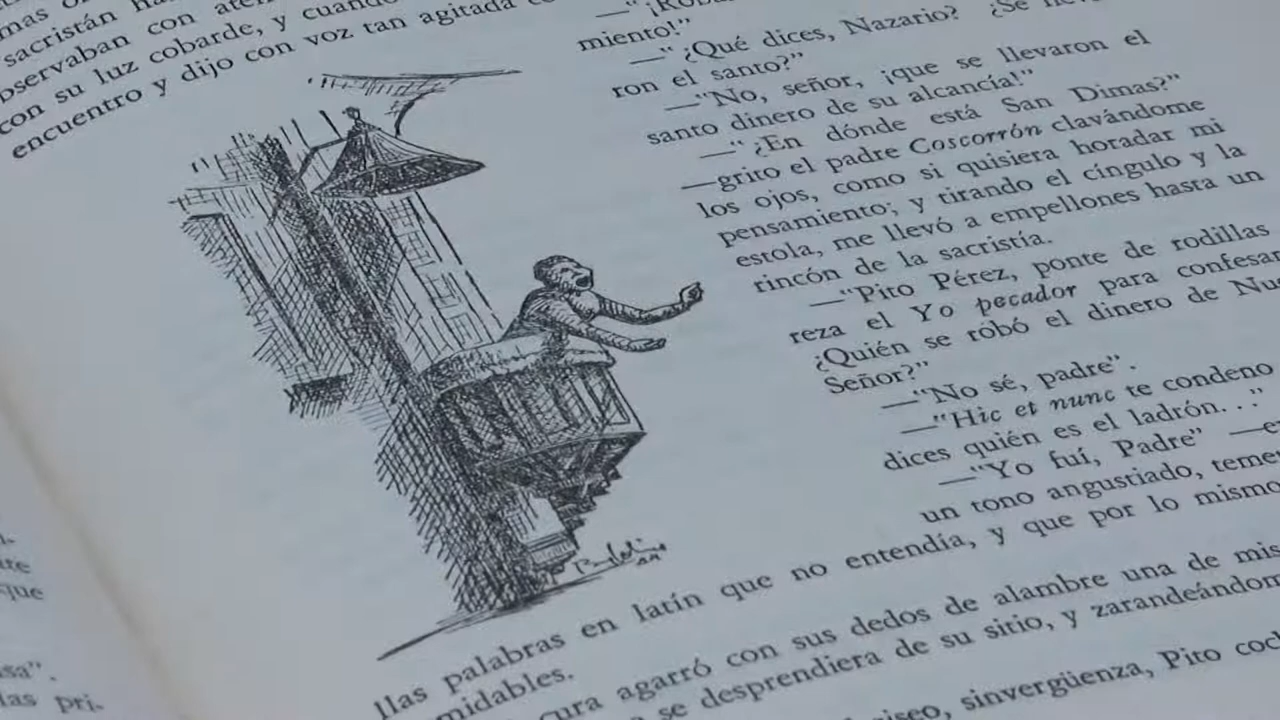 sacristán
observaban con
con su luz cobarde, y cuando
encuentro y dijo con voz tan agitada
miento!"
—"¿Qué dices, Nazario? ¿Se
ron el santo?"
—"No, señor, ¡que se llevaron el
santo dinero de su alcancía!"
—"¿En dónde está San Dimas?"
—grito el padre Coscorrón clavándome
los ojos, como si quisiera horadar mi
pensamiento; y tirando el cíngulo y la
estola, me llevó a empellones hasta un
rincón de la sacristía.
—"Pito Pérez, ponte de rodillas
reza el Yo pecador para confesar
¿Quién se robó el dinero de
Señor?"
—"No sé, padre".
—"Hic et nunc te condeno
dices quién es el ladrón. . ."
—"Yo fuí, Padre"
un tono angustiado,
llas palabras en latín que no entendía, y que por lo mismo
midables.
cura agarró con sus dedos de alambre una de mis
se desprendiera de su sitio, y
sinvergüenza, Pito
que
las pri-